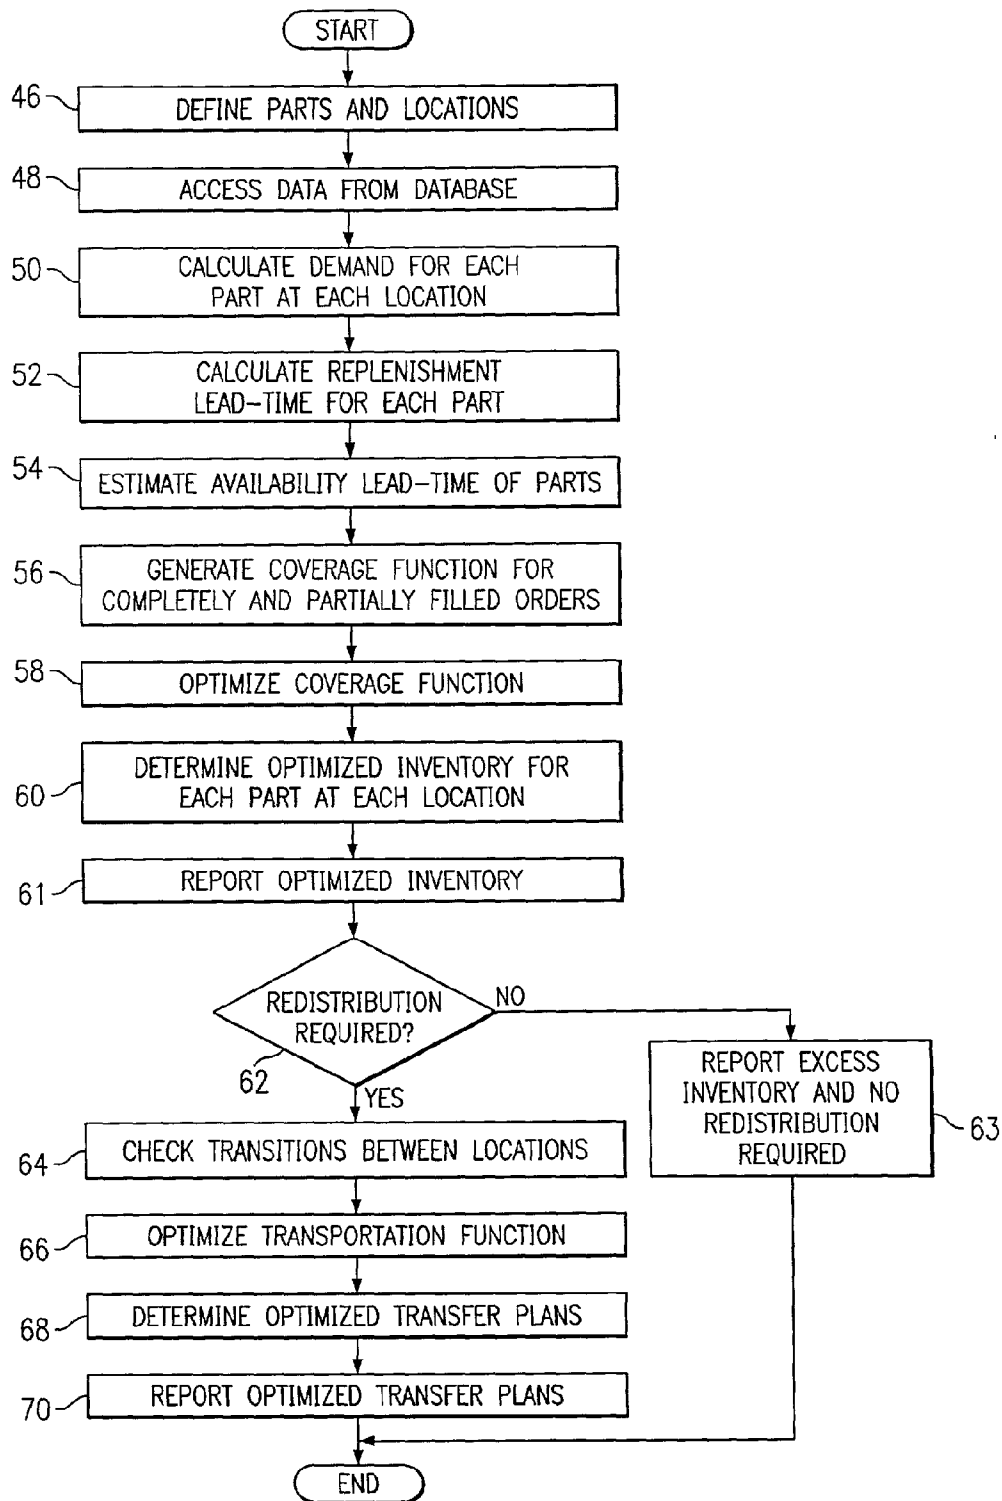 START
46
DEFINE PARTS AND LOCATIONS
48
ACCESS DATA FROM DATABASE
50
CALCULATE DEMAND FOR EACH
PART AT EACH LOCATION
52
CALCULATE REPLENISHMENT
LEAD-TIME FOR EACH PART
54
ESTIMATE AVAILABILITY LEAD-TIME OF PARTS
56
GENERATE COVERAGE FUNCTION FOR
COMPLETELY AND PARTIALLY FILLED ORDERS
58
OPTIMIZE COVERAGE FUNCTION
60
DETERMINE OPTIMIZED INVENTORY FOR
EACH PART AT EACH LOCATION
61
REPORT OPTIMIZED INVENTORY
REDISTRIBUTION
REQUIRED?
62
NO
YES
REPORT EXCESS
INVENTORY AND NO
REDISTRIBUTION
REQUIRED
63
64
CHECK TRANSITIONS BETWEEN LOCATIONS
66
OPTIMIZE TRANSPORTATION FUNCTION
68
DETERMINE OPTIMIZED TRANSFER PLANS
70
REPORT OPTIMIZED TRANSFER PLANS
END